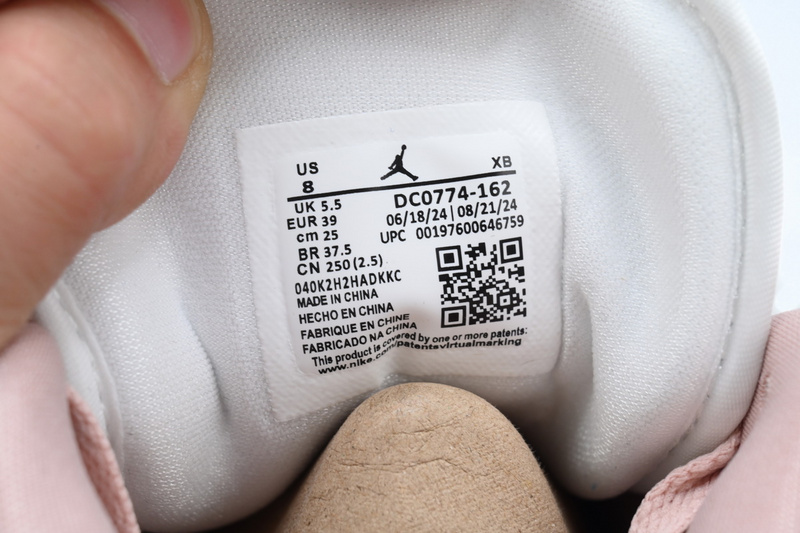 US XB
8
UK 5.5 DC0774-162
EUR 39 06/18/24 | 08/21/24
cm 25 UPC 00197600646759
BR 37.5
CN 250 (2.5)
040K2H2HADKKC
MADE IN CHINA
HECHO EN CHINA
FABRIQUE EN CHINE
FABRICADO NA CHINA
This product is covered by one or more patents:
www.nike.com/patentsvirtualmarking